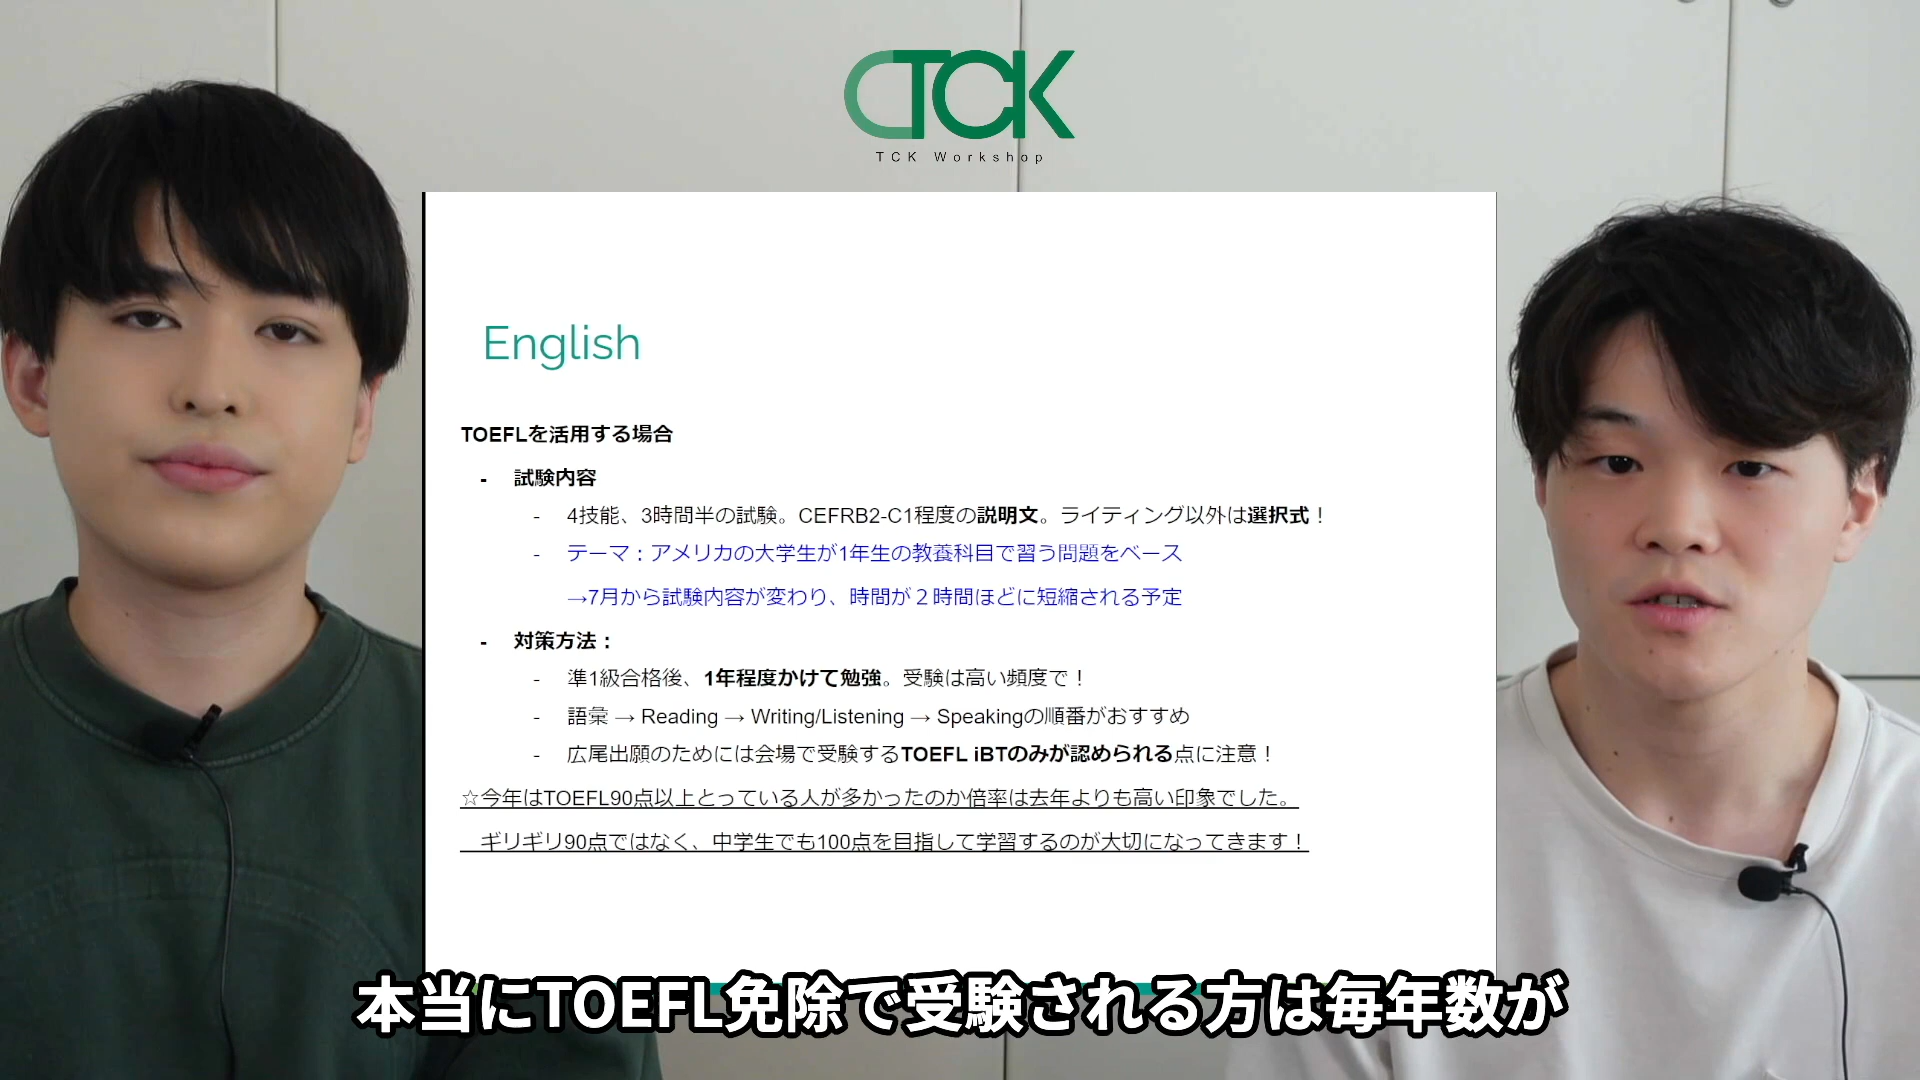 TCK
TCK Workshop
English
TOEFLを活用する場合
- 試験内容
- 4技能、3時間半の試験。CEFRB2-C1程度の説明文。ライティング以外は選択式！
- テーマ：アメリカの大学生が1年生の教養科目で習う問題をベース
→7月から試験内容が変わり、時間が２時間ほどに短縮される予定
- 対策方法：
- 準1級合格後、1年程度かけて勉強。受験は高い頻度で！
- 語彙 → Reading → Writing/Listening → Speakingの順番がおすすめ
- 広尾出願のためには会場で受験するTOEFL iBTのみが認められる点に注意！
☆今年はTOEFL90点以上とっている人が多かったのか倍率は去年よりも高い印象でした。
ギリギリ90点ではなく、中学生でも100点を目指して学習するのが大切になってきます！
本当にTOEFL免除で受験される方は毎年数が